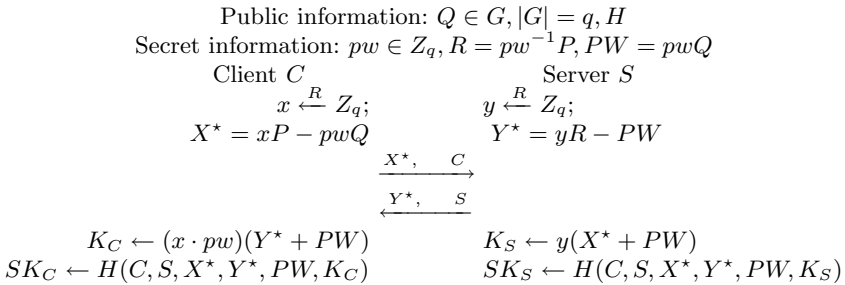 Public information: Q ∈ G, |G| = q, H
Secret information: pw ∈ Z_q, R = pw^{-1}P, PW = pwQ
Client C Server S
x ←^R Z_q; y ←^R Z_q;
X^⋆ = xP − pwQ Y^⋆ = yR − PW
X^⋆, C
Y^⋆, S
K_C ← (x · pw)(Y^⋆ + PW) K_S ← y(X^⋆ + PW)
SK_C ← H(C, S, X^⋆, Y^⋆, PW, K_C) SK_S ← H(C, S, X^⋆, Y^⋆, PW, K_S)